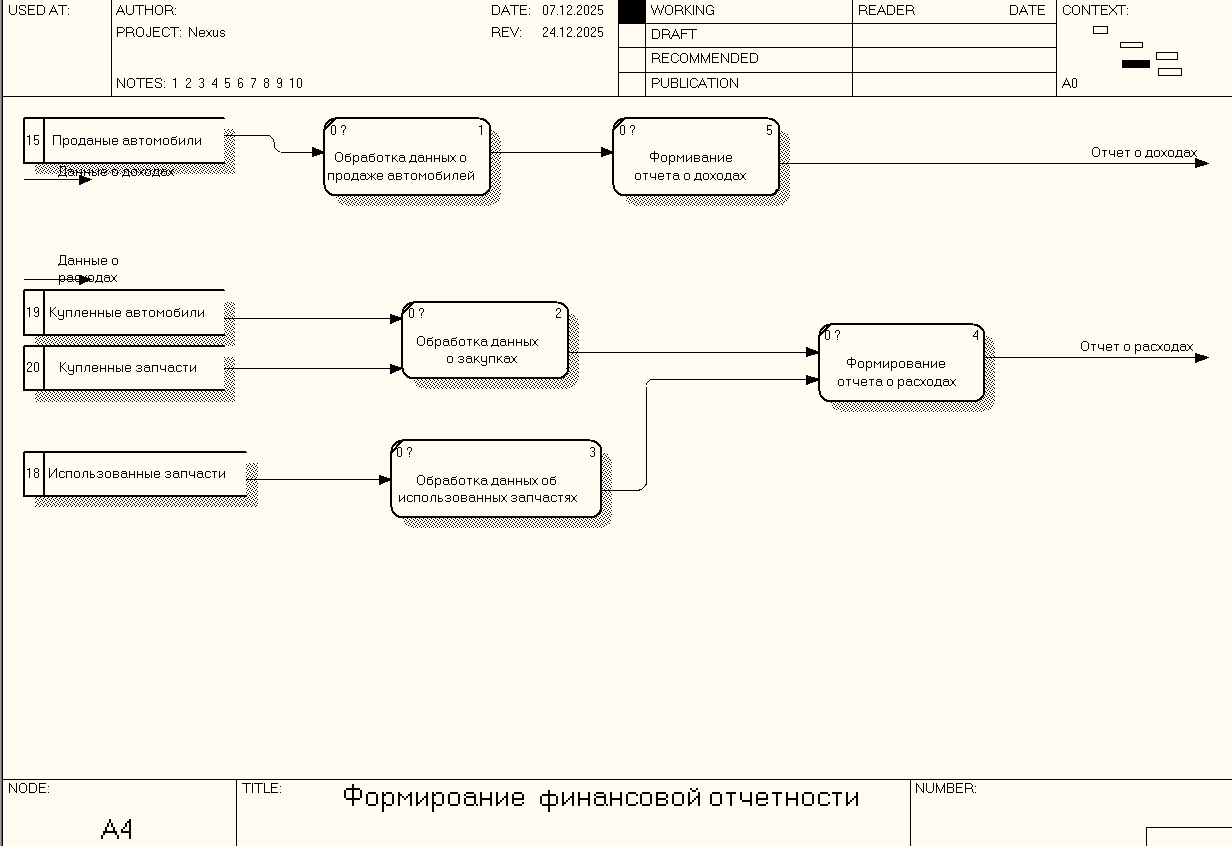 USED AT:
AUTHOR:
DATE: 07.12.2025
PROJECT: Nexus
REV: 24.12.2025
NOTES: 1 2 3 4 5 6 7 8 9 10
WORKING
DRAFT
RECOMMENDED
PUBLICATION
READER DATE
CONTEXT:
A0
15 Проданые автомобили
Данные о доходах
0 ? 1
Обработка данных о
продаже автомобилей
0 ? 5
Формивание
отчета о доходах
Отчет о доходах
Данные о
расходах
19 Купленные автомобили
20 Купленные запчасти
0 ? 2
Обработка данных
о закупках
0 ? 4
Формирование
отчета о расходах
Отчет о расходах
18 Использованные запчасти
0 ? 3
Обработка данных об
использованных запчастях
NODE:
A4
TITLE:
Формироание финансовой отчетности
NUMBER: